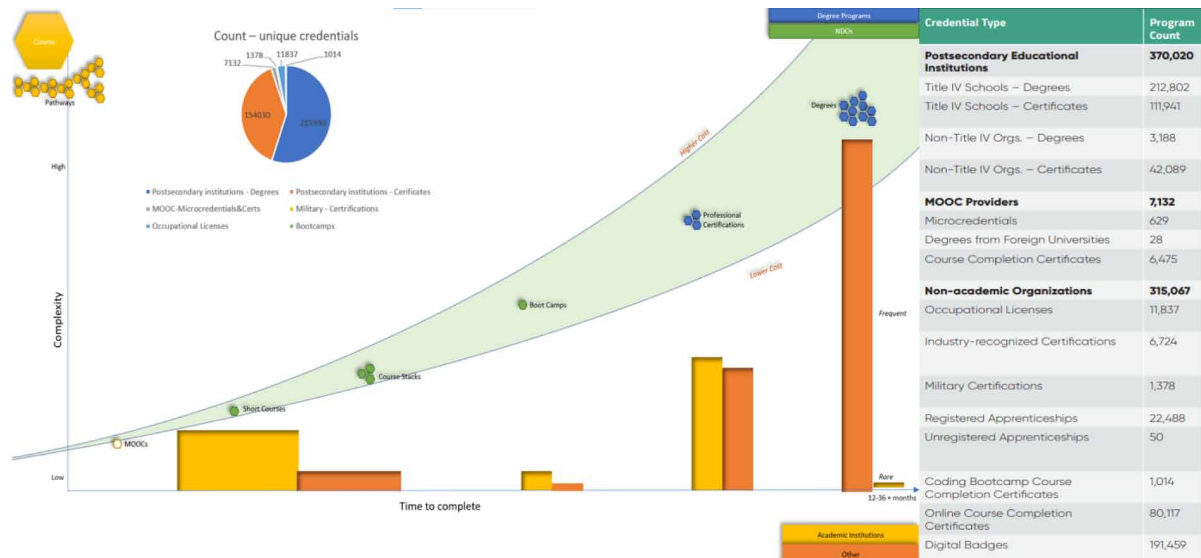 Course
Pathways
Count – unique credentials
1378
11837
1014
7132
154030
215990
Postsecondary institutions - Degrees
Postsecondary institutions - Cerificates
MOOC-Microcredentials&Certs
Military - Certrifications
Occupational Licenses
Bootcamps
Degree Programs
NDCs
High
Complexity
Low
MOOCs
Short Courses
Course Stacks
Boot Camps
Professional
Certifications
Degrees
Higher Cost
Lower Cost
Frequent
Rare
12-36 + months
Time to complete
Academic Institutions
Other
Credential Type
Program
Count
Postsecondary Educational
Institutions
370,020
Title IV Schools – Degrees
212,802
Title IV Schools – Certificates
111,941
Non-Title IV Orgs. – Degrees
3,188
Non-Title IV Orgs. – Certificates
42,089
MOOC Providers
7,132
Microcredentials
629
Degrees from Foreign Universities
28
Course Completion Certificates
6,475
Non-academic Organizations
315,067
Occupational Licenses
11,837
Industry-recognized Certifications
6,724
Military Certifications
1,378
Registered Apprenticeships
22,488
Unregistered Apprenticeships
50
Coding Bootcamp Course
Completion Certificates
1,014
Online Course Completion
Certificates
80,117
Digital Badges
191,459